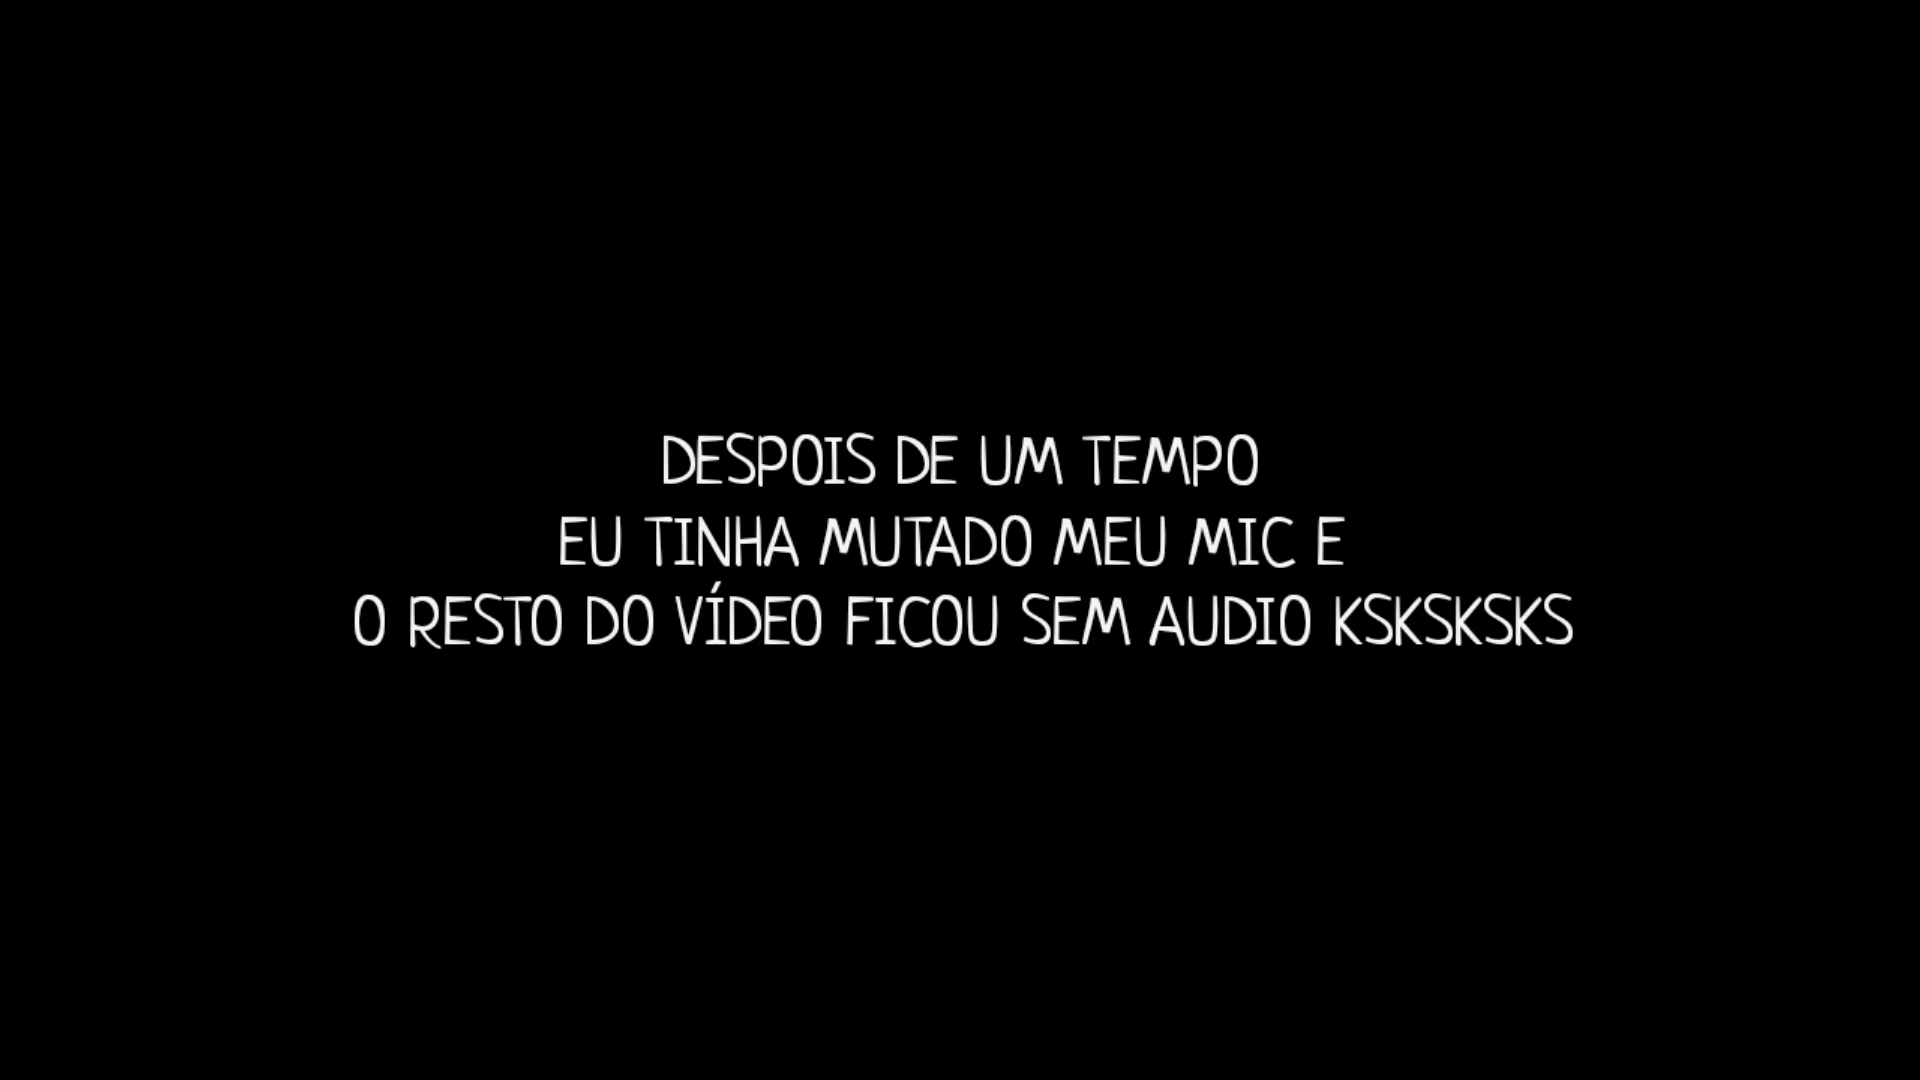 DESPOIS DE UM TEMPO
EU TINHA MUTADO MEU MIC E
O RESTO DO VÍDEO FICOU SEM AUDIO KSKSKSKS